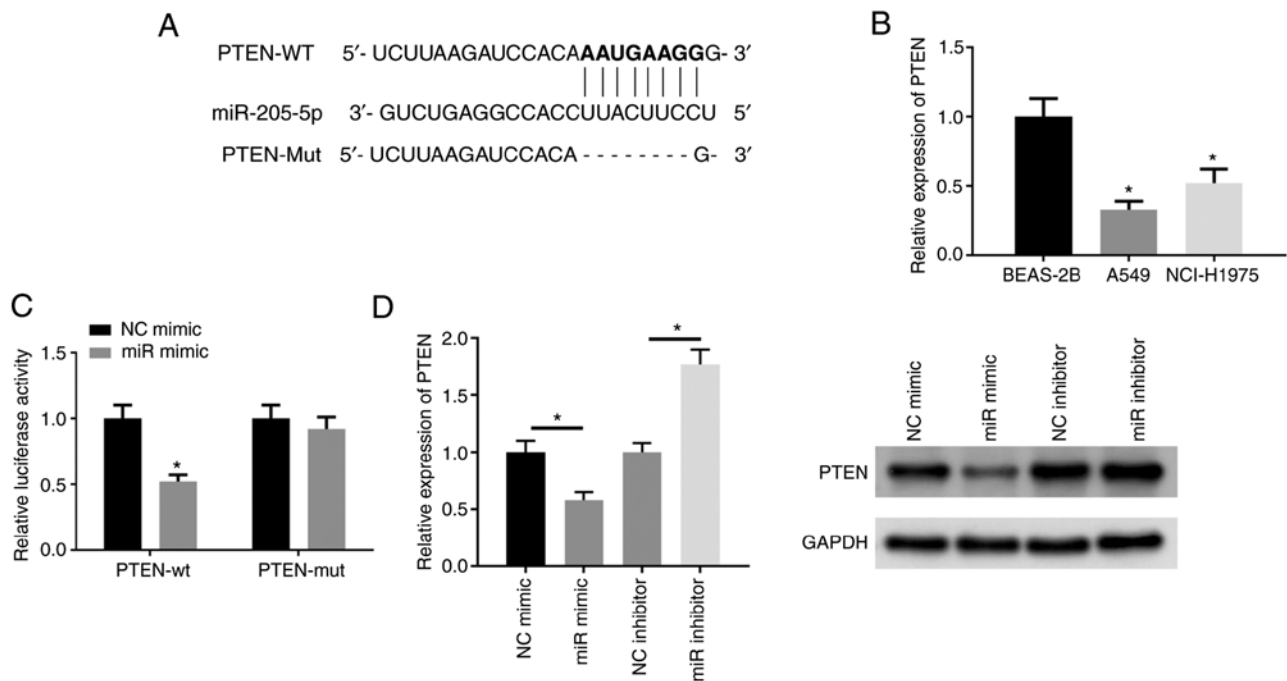 A
PTEN-WT 5′- UCUUAAGAUCCACAAAUGAAGGG- 3′
miR-205-5p 3′- GUCUGAGGCCACCUUACUUCCU 5′
PTEN-Mut 5′- UCUUAAGAUCCACA - - - - - - - - G- 3′
B
Relative expression of PTEN
1.5
1.0
0.5
0.0
* *
BEAS-2B A549 NCI-H1975
C
NC mimic
miR mimic
Relative luciferase activity
1.5
1.0
0.5
0.0
*
PTEN-wt PTEN-mut
D
Relative expression of PTEN
2.0
1.5
1.0
0.5
0.0
* *
NC mimic
miR mimic
NC inhibitor
miR inhibitor
NC mimic
miR mimic
NC inhibitor
miR inhibitor
PTEN
GAPDH